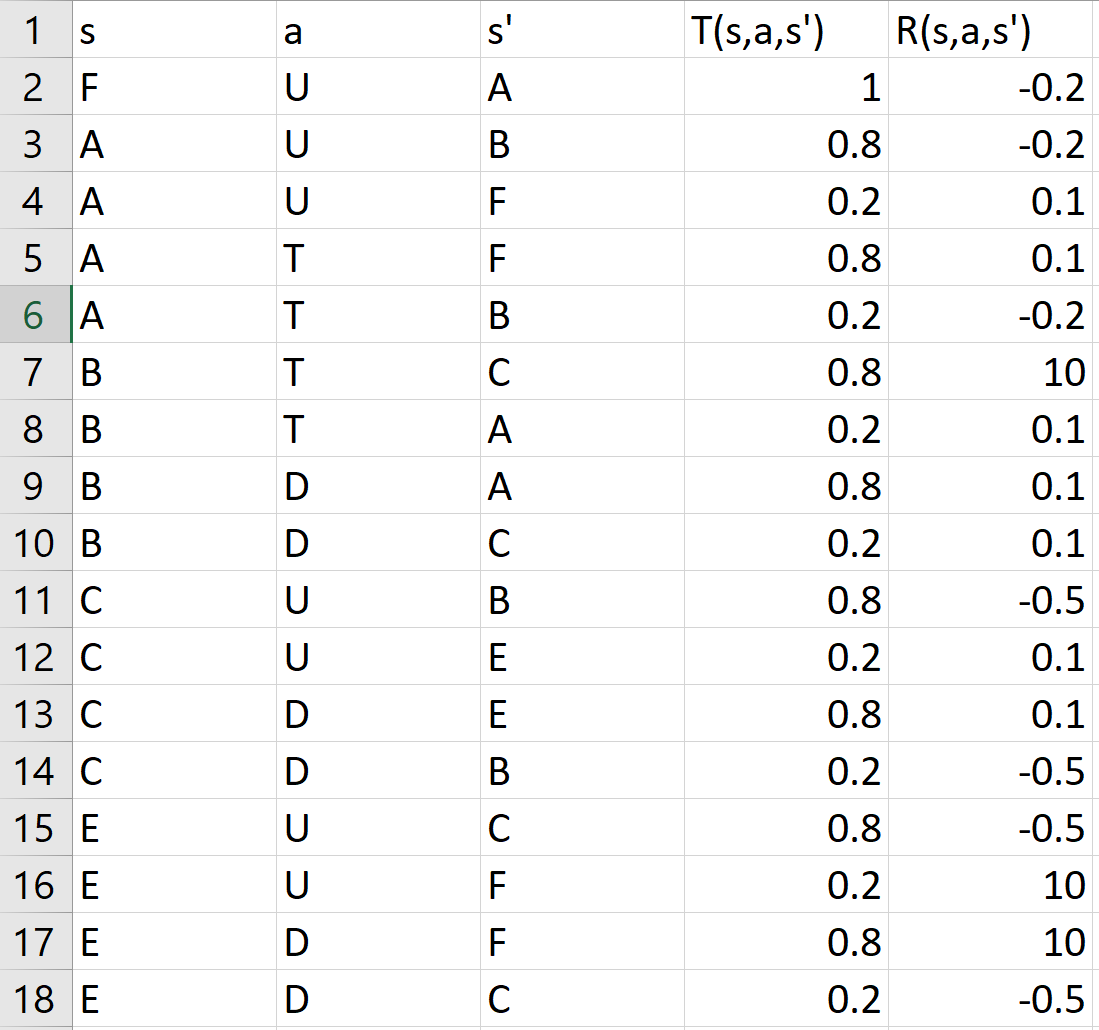 1 s a s' T(s,a,s') R(s,a,s')
2 F U A 1 -0.2
3 A U B 0.8 -0.2
4 A U F 0.2 0.1
5 A T F 0.8 0.1
6 A T B 0.2 -0.2
7 B T C 0.8 10
8 B T A 0.2 0.1
9 B D A 0.8 0.1
10 B D C 0.2 0.1
11 C U B 0.8 -0.5
12 C U E 0.2 0.1
13 C D E 0.8 0.1
14 C D B 0.2 -0.5
15 E U C 0.8 -0.5
16 E U F 0.2 10
17 E D F 0.8 10
18 E D C 0.2 -0.5